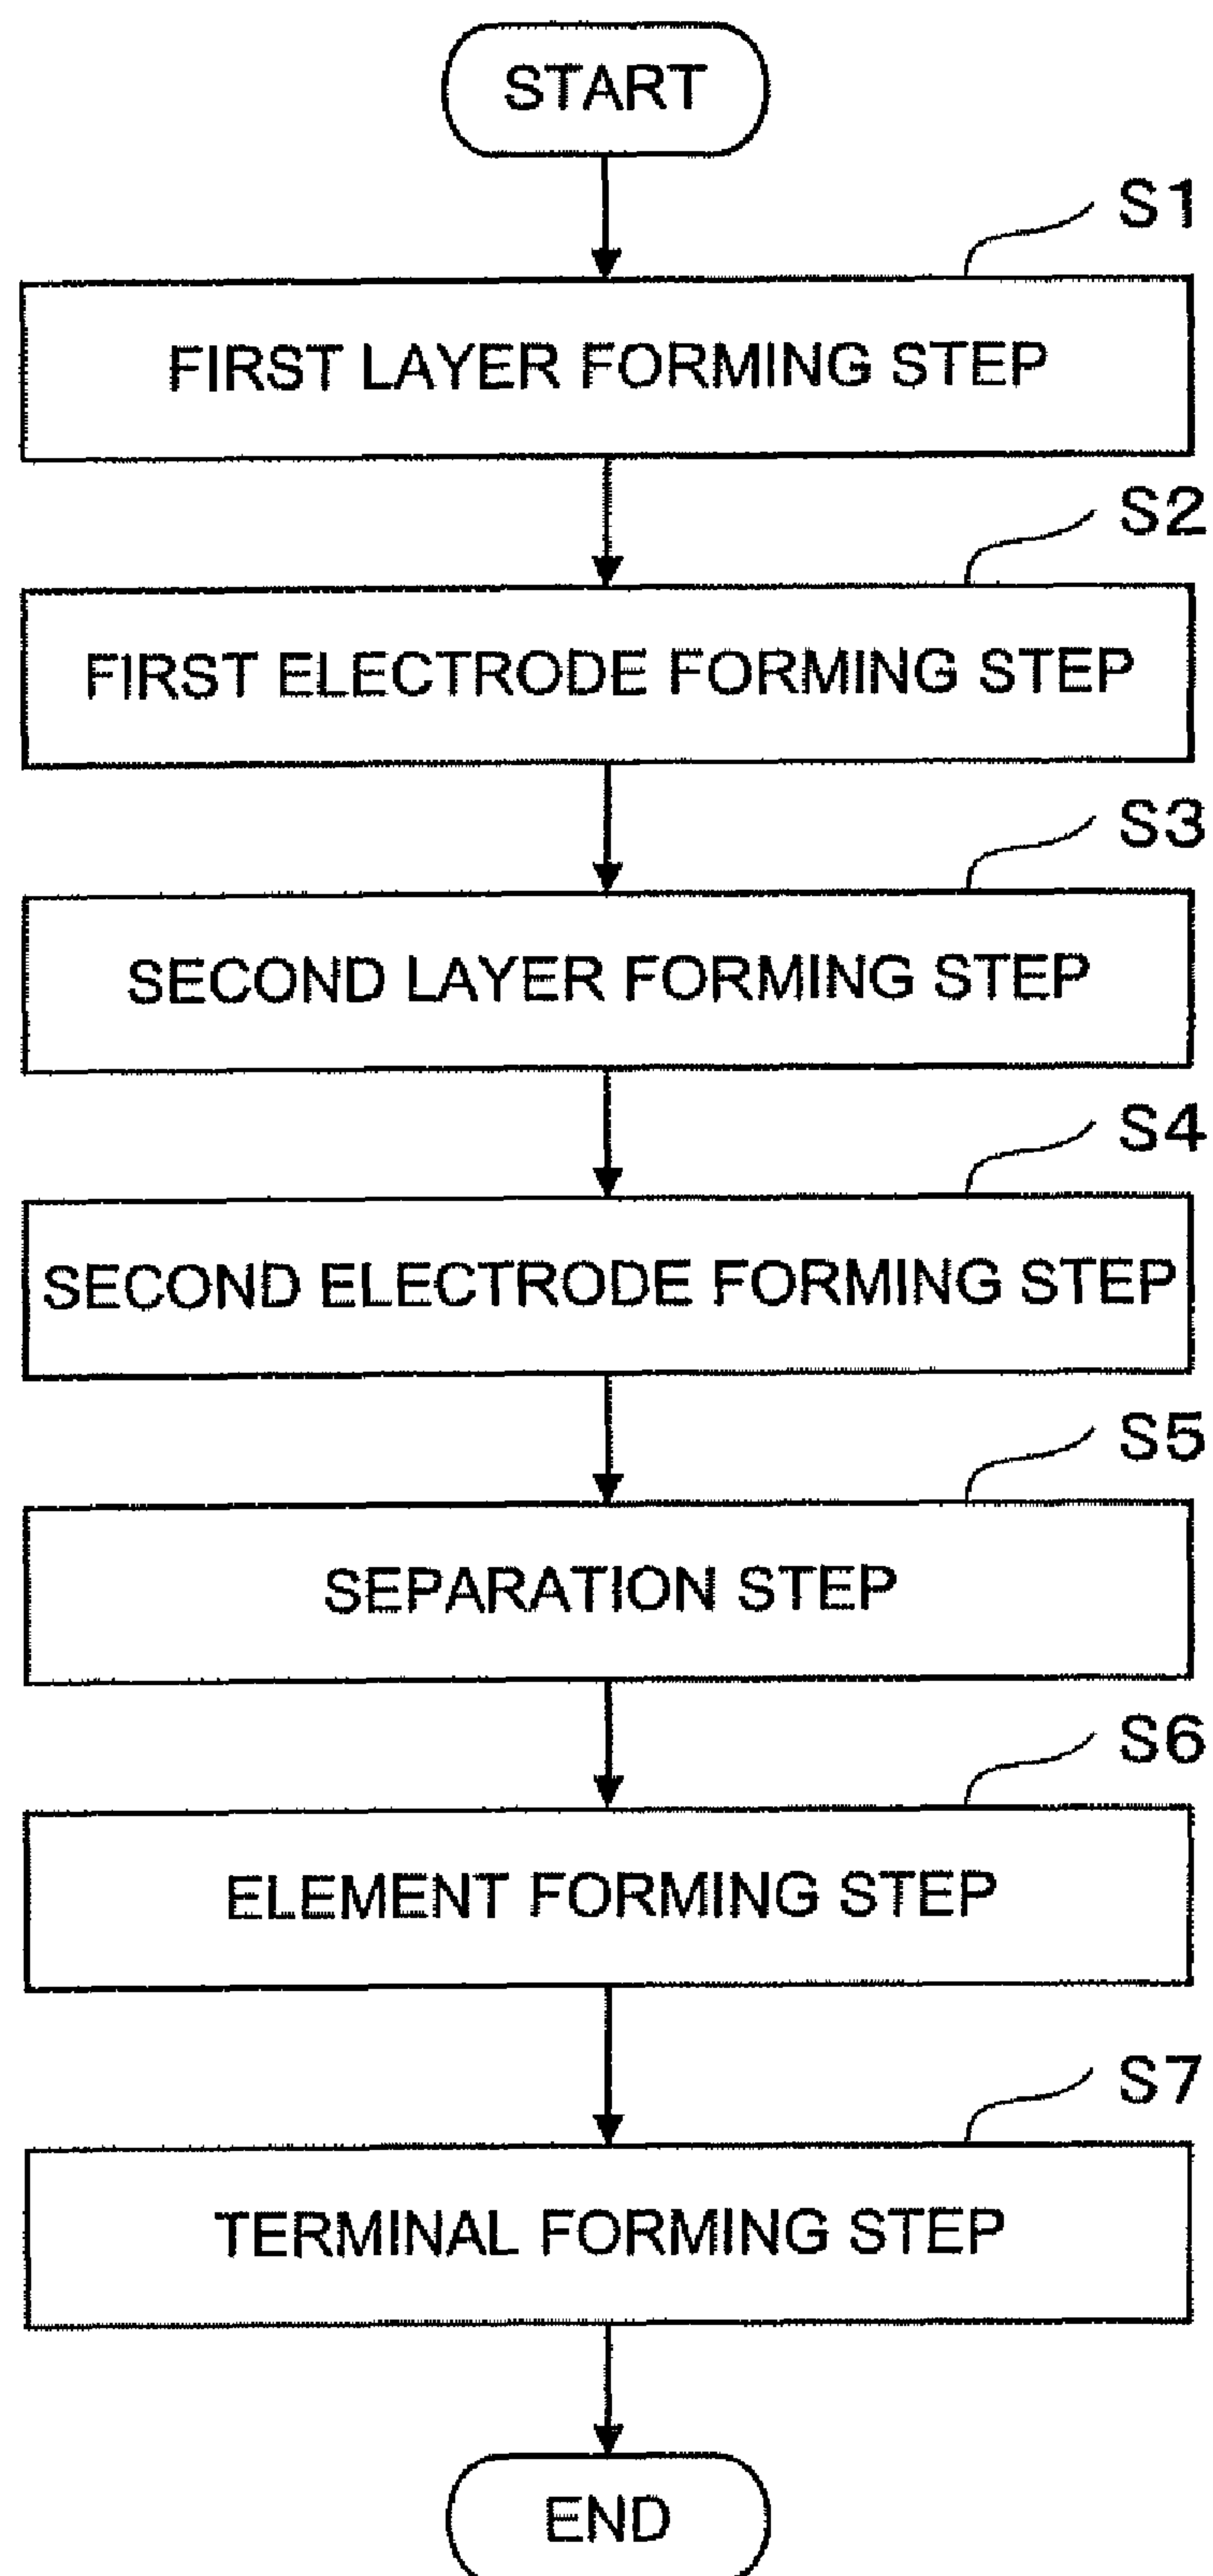 START
S1
FIRST LAYER FORMING STEP
S2
FIRST ELECTRODE FORMING STEP
S3
SECOND LAYER FORMING STEP
S4
SECOND ELECTRODE FORMING STEP
S5
SEPARATION STEP
S6
ELEMENT FORMING STEP
S7
TERMINAL FORMING STEP
END